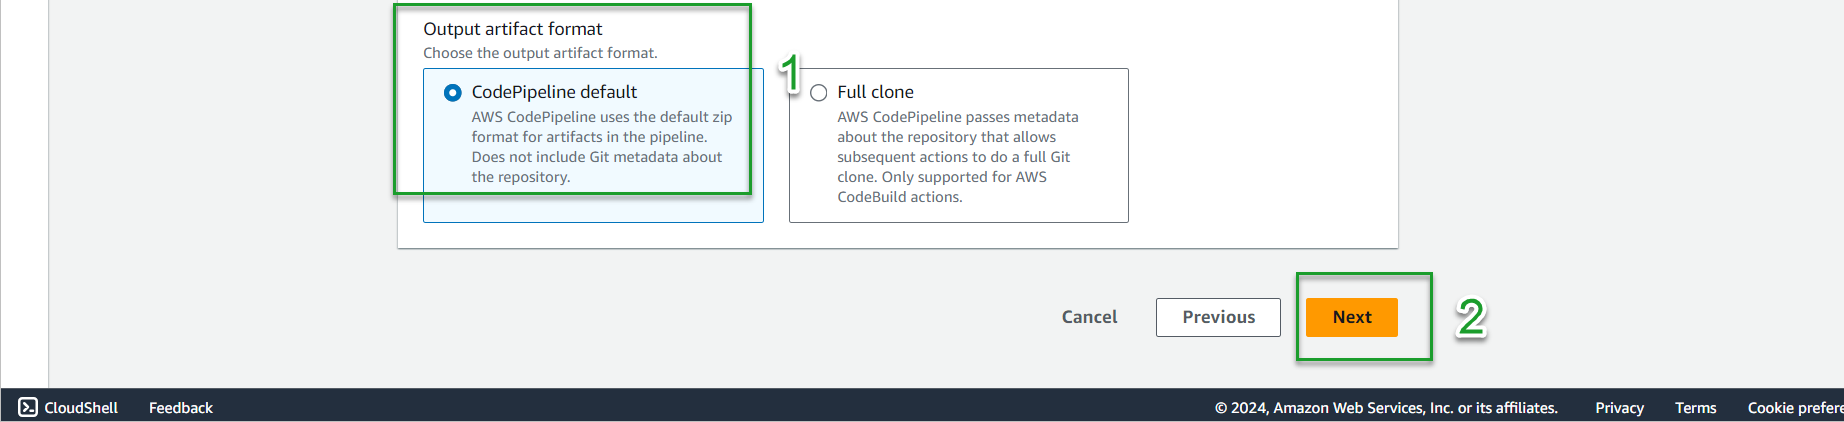 Output artifact format
Choose the output artifact format.
1
CodePipeline default
AWS CodePipeline uses the default zip
format for artifacts in the pipeline.
Does not include Git metadata about
the repository.
Full clone
AWS CodePipeline passes metadata
about the repository that allows
subsequent actions to do a full Git
clone. Only supported for AWS
CodeBuild actions.
Cancel
Previous
Next
2
CloudShell
Feedback
© 2024, Amazon Web Services, Inc. or its affiliates.
Privacy
Terms
Cookie prefere